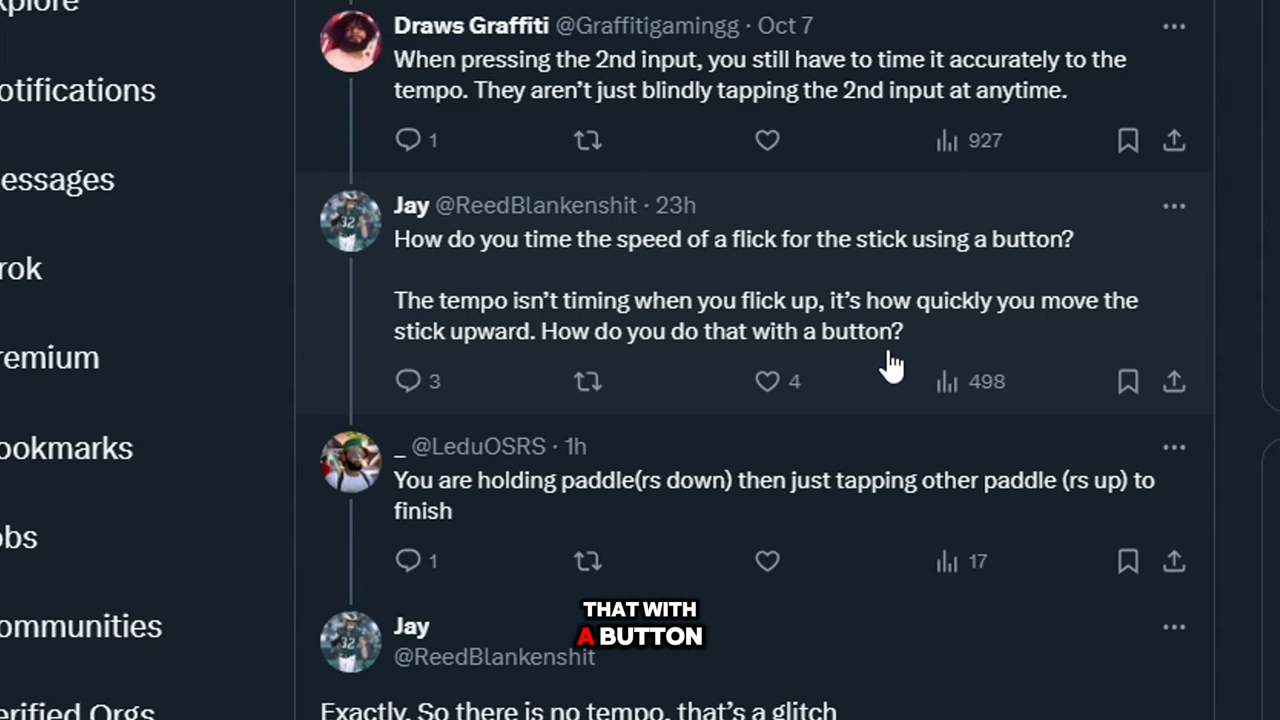 xplore
otifications
essages
rok
remium
ookmarks
obs
ommunities
erified Orgs
Draws Graffiti @Graffitigamingg · Oct 7
When pressing the 2nd input, you still have to time it accurately to the
tempo. They aren't just blindly tapping the 2nd input at anytime.
1 927
Jay @ReedBlankenshit · 23h
How do you time the speed of a flick for the stick using a button?
The tempo isn't timing when you flick up, it's how quickly you move the
stick upward. How do you do that with a button?
3 4 498
_ @LeduOSRS · 1h
You are holding paddle(rs down) then just tapping other paddle (rs up) to
finish
1 17
THAT WITH
A BUTTON
Jay
@ReedBlankenshit
Exactly. So there is no tempo, that's a glitch